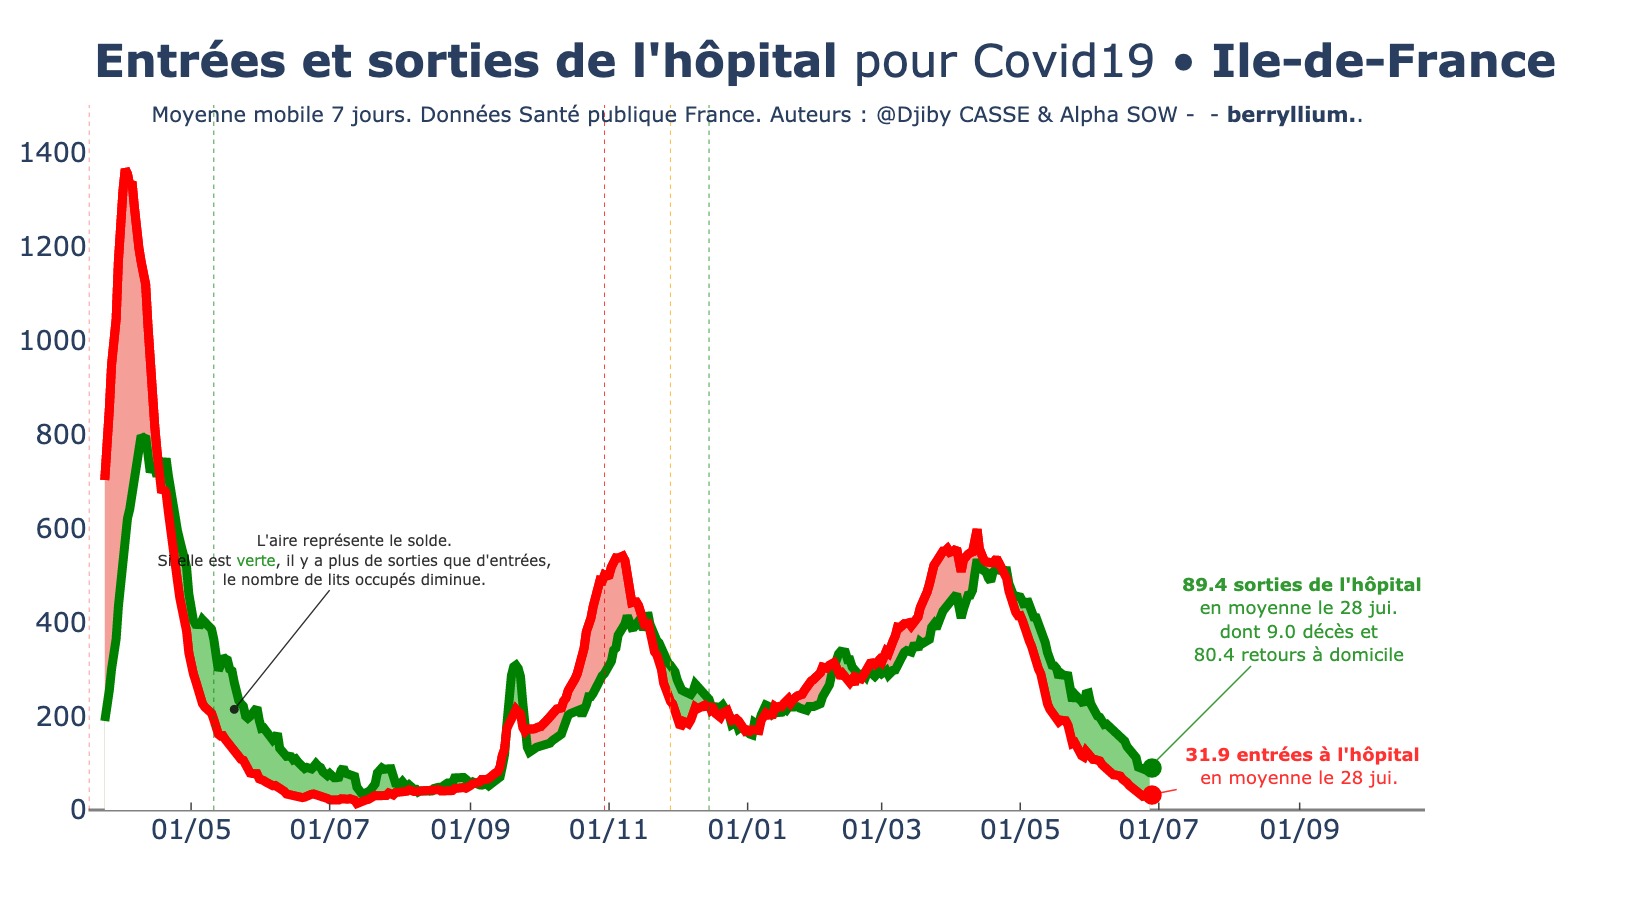 Entrées et sorties de l'hôpital pour Covid19 • Ile-de-France
Moyenne mobile 7 jours. Données Santé publique France. Auteurs : @Djiby CASSE & Alpha SOW -  - berryllium..
1400
1200
1000
800
600
400
200
0
L'aire représente le solde.
Si elle est verte, il y a plus de sorties que d'entrées,
le nombre de lits occupés diminue.
89.4 sorties de l'hôpital
en moyenne le 28 jui.
dont 9.0 décès et
80.4 retours à domicile
31.9 entrées à l'hôpital
en moyenne le 28 jui.
01/05 01/07 01/09 01/11 01/01 01/03 01/05 01/07 01/09